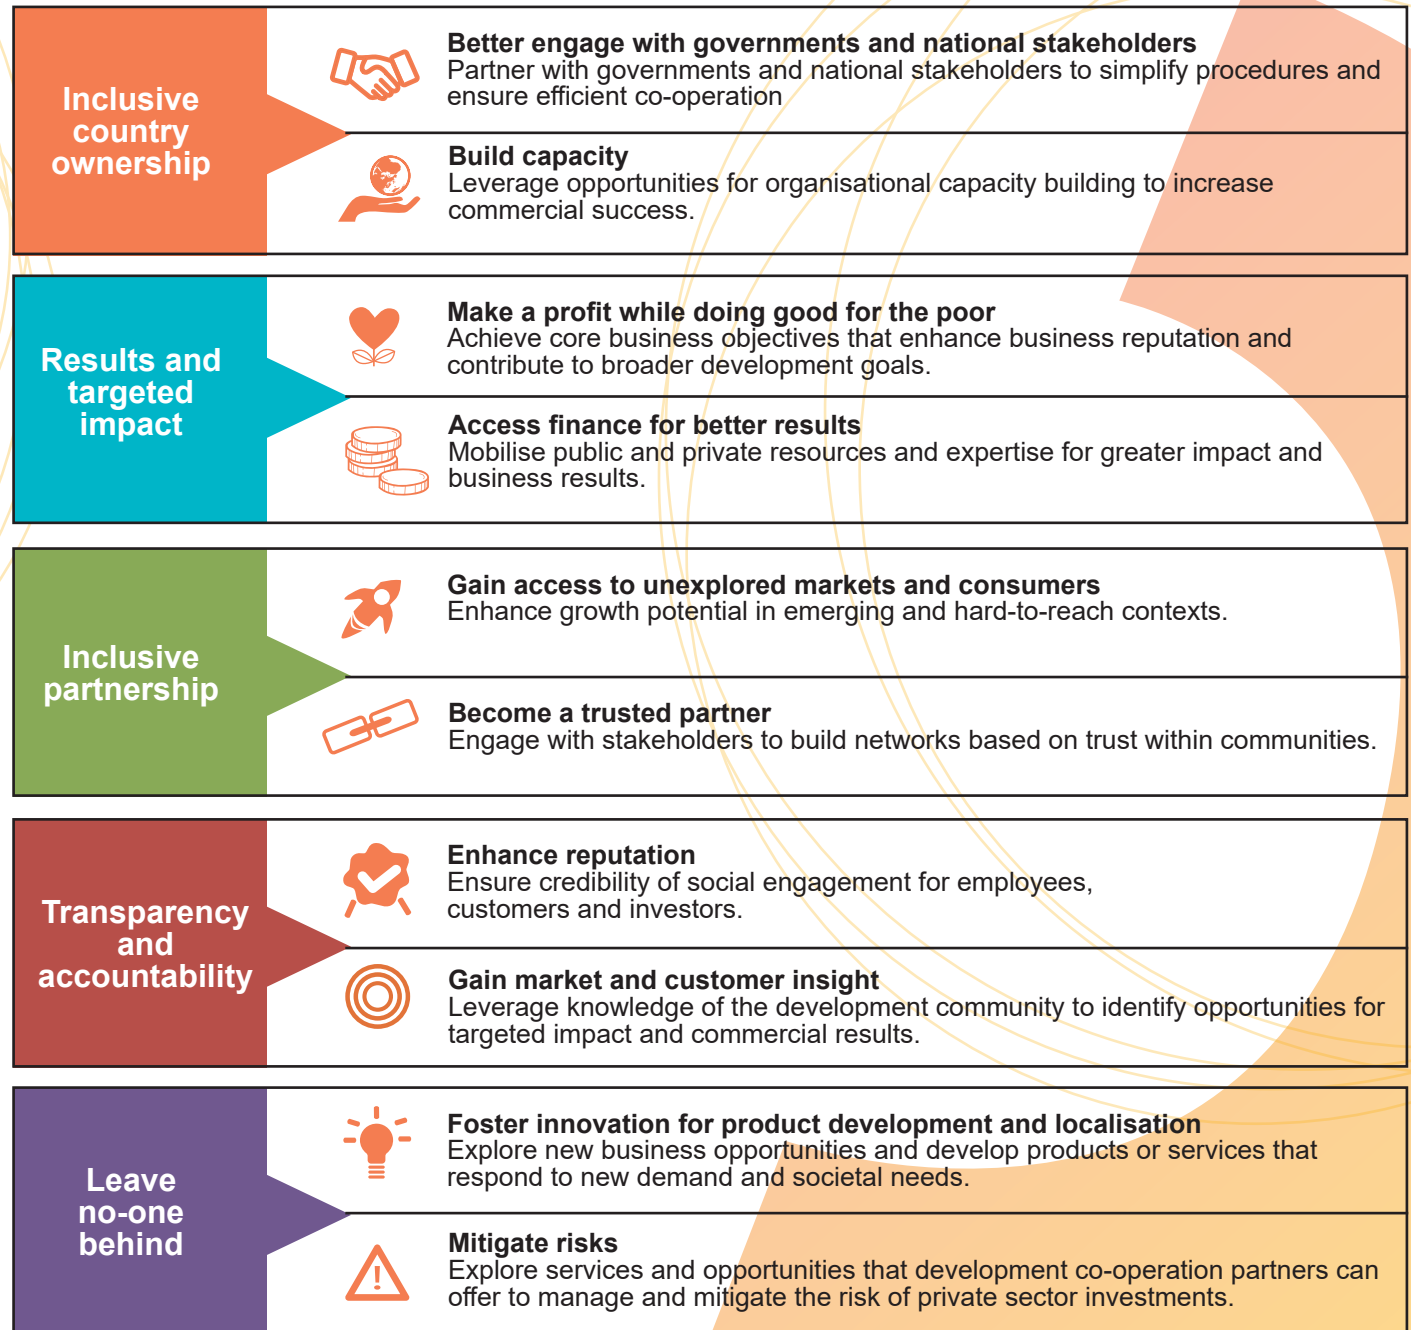 Inclusive
country
ownership
Better engage with governments and national stakeholders
Partner with governments and national stakeholders to simplify procedures and
ensure efficient co-operation
Build capacity
Leverage opportunities for organisational capacity building to increase
commercial success.
Results and
targeted
impact
Make a profit while doing good for the poor
Achieve core business objectives that enhance business reputation and
contribute to broader development goals.
Access finance for better results
Mobilise public and private resources and expertise for greater impact and
business results.
Inclusive
partnership
Gain access to unexplored markets and consumers
Enhance growth potential in emerging and hard-to-reach contexts.
Become a trusted partner
Engage with stakeholders to build networks based on trust within communities.
Transparency
and
accountability
Enhance reputation
Ensure credibility of social engagement for employees,
customers and investors.
Gain market and customer insight
Leverage knowledge of the development community to identify opportunities for
targeted impact and commercial results.
Leave
no-one
behind
Foster innovation for product development and localisation
Explore new business opportunities and develop products or services that
respond to new demand and societal needs.
Mitigate risks
Explore services and opportunities that development co-operation partners can
offer to manage and mitigate the risk of private sector investments.